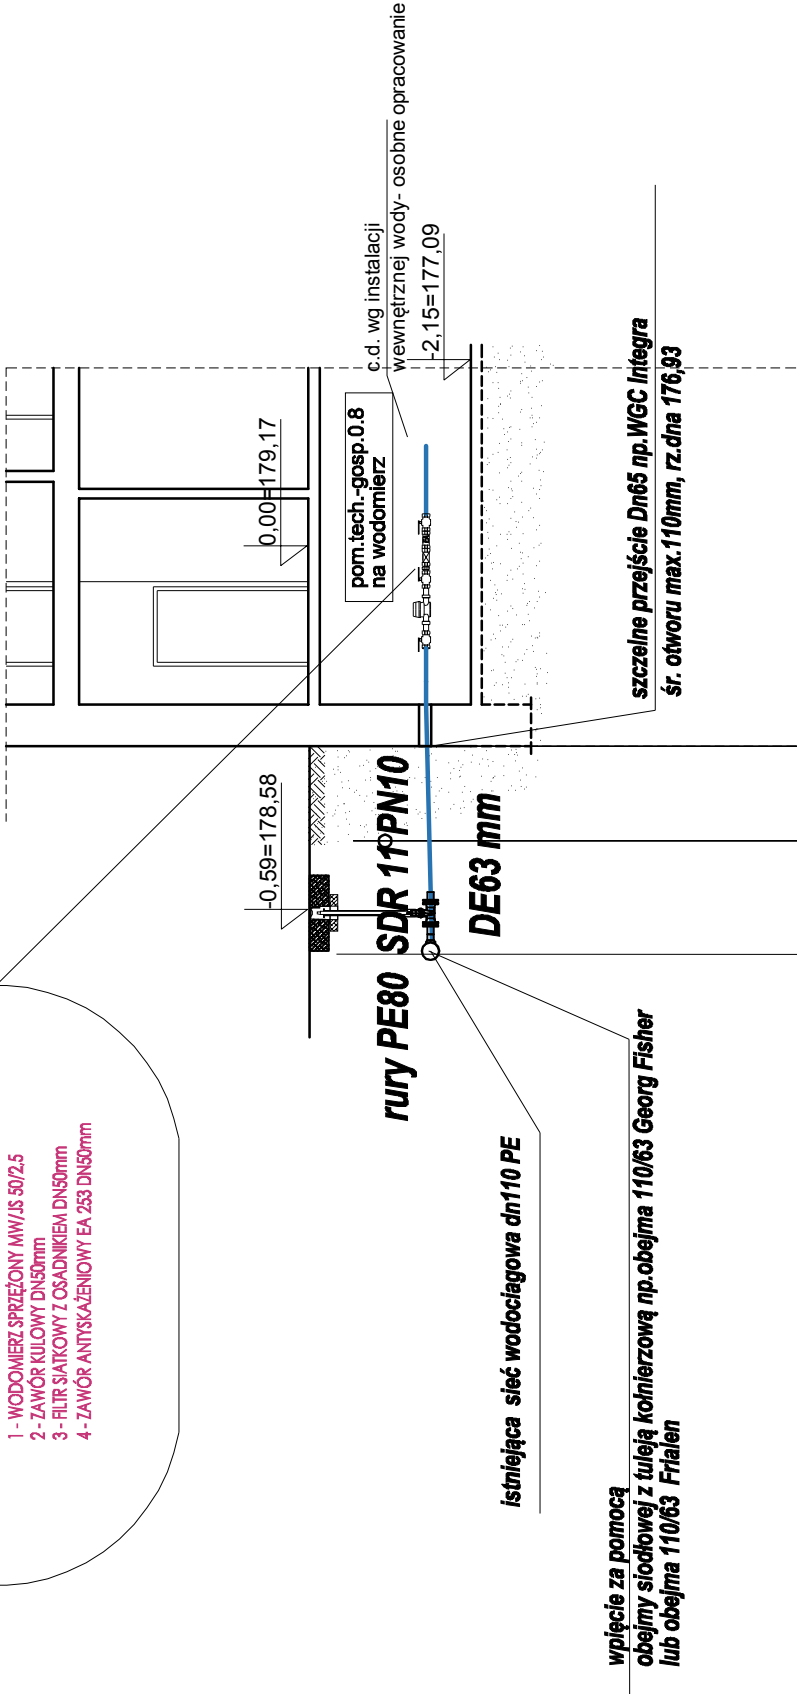 1 - WODOMIERZ SPRZĘŻONY MW/JS 50/2,5
2 - ZAWÓR KULOWY DN50mm
3 - FILTR SIATKOWY Z OSADNIKIEM DN50mm
4 - ZAWÓR ANTYSKAŻENIOWY EA 253 DN50mm
0,00=179,17
-0,59=178,58
pom.tech.-gosp.0.8
na wodomierz
c.d. wg instalacji
wewnętrznej wody- osobne opracowanie
-2,15=177,09
rury PE80 SDR 11 PN10
DE63 mm
istniejąca sieć wodociągowa dn110 PE
szczelne przejście Dn65 np.WGC Integra
śr. otworu max.110mm, rz.dna 176,93
wpięcie za pomocą
obejmy siodłowej z tuleją kołnierzową np.obejma 110/63 Georg Fisher
lub obejma 110/63 Frialen